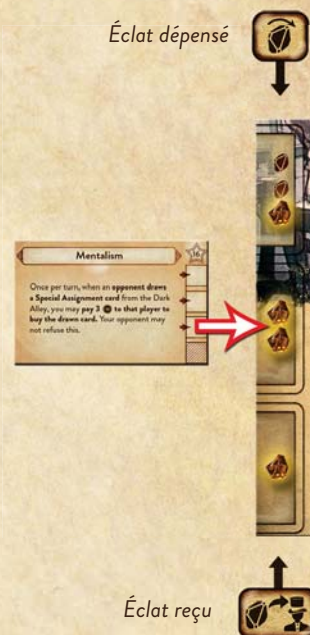 Éclat dépensé
Mentalism
16
Once per turn, when an opponent draws
a Special Assignment card from the Dark
Alley, you may pay 3 to that player to
buy the drawn card. Your opponent may
not refuse this.
Éclat reçu